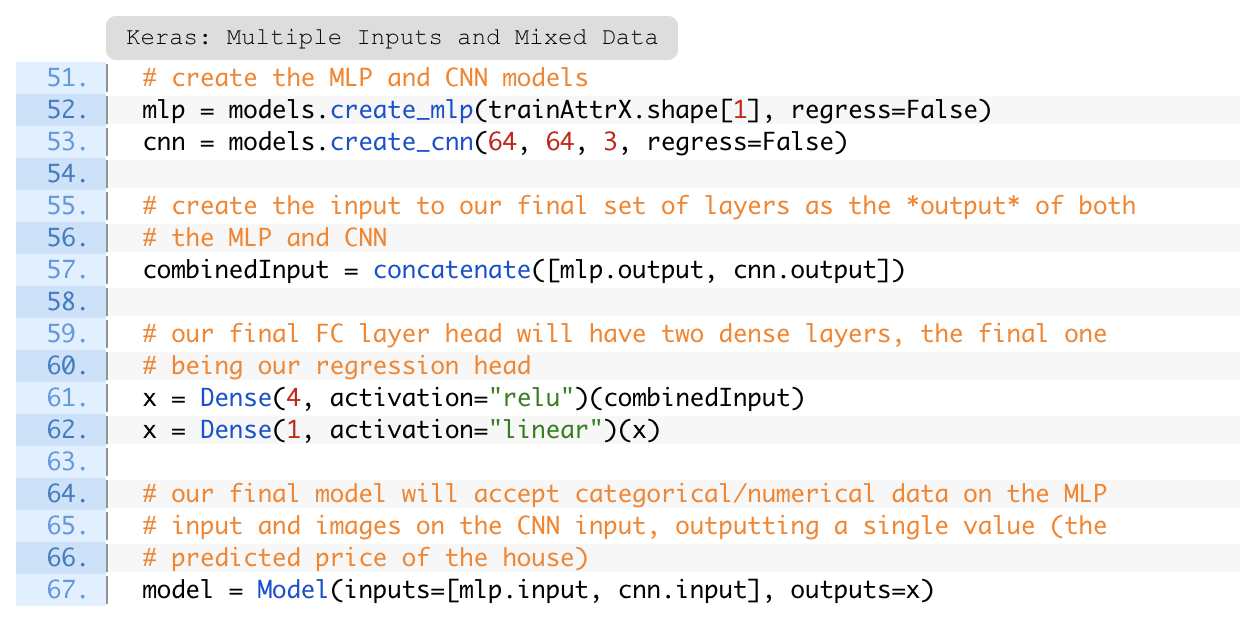 Keras: Multiple Inputs and Mixed Data
51. # create the MLP and CNN models
52. mlp = models.create_mlp(trainAttrX.shape[1], regress=False)
53. cnn = models.create_cnn(64, 64, 3, regress=False)
54.
55. # create the input to our final set of layers as the *output* of both
56. # the MLP and CNN
57. combinedInput = concatenate([mlp.output, cnn.output])
58.
59. # our final FC layer head will have two dense layers, the final one
60. # being our regression head
61. x = Dense(4, activation="relu")(combinedInput)
62. x = Dense(1, activation="linear")(x)
63.
64. # our final model will accept categorical/numerical data on the MLP
65. # input and images on the CNN input, outputting a single value (the
66. # predicted price of the house)
67. model = Model(inputs=[mlp.input, cnn.input], outputs=x)